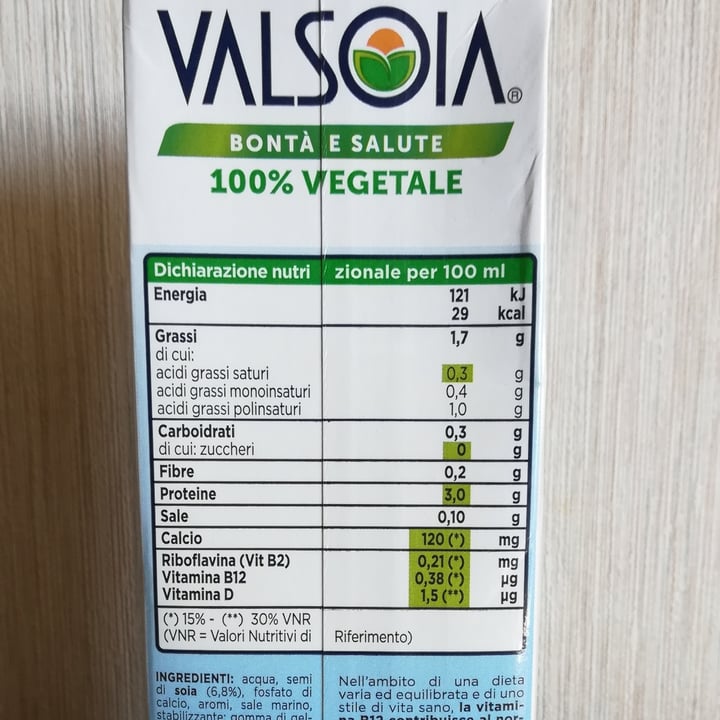 VALSOIA®
BONTÀ E SALUTE
100% VEGETALE
Dichiarazione nutrizionale per 100 ml
Energia 121 kJ
29 kcal
Grassi 1,7 g
di cui:
acidi grassi saturi 0,3 g
acidi grassi monoinsaturi 0,4 g
acidi grassi polinsaturi 1,0 g
Carboidrati 0,3 g
di cui: zuccheri 0 g
Fibre 0,2 g
Proteine 3,0 g
Sale 0,10 g
Calcio 120 (*) mg
Riboflavina (Vit B2) 0,21 (*) mg
Vitamina B12 0,38 (*) µg
Vitamina D 1,5 (**) µg
(*) 15% - (**) 30% VNR
(VNR = Valori Nutritivi di Riferimento)
INGREDIENTI: acqua, semi
di soia (6,8%), fosfato di
calcio, aromi, sale marino,
stabilizzante: gomma di gel-
Nell'ambito di una dieta
varia ed equilibrata e di uno
stile di vita sano, la vitami-
na B12 contribuisce al nor-